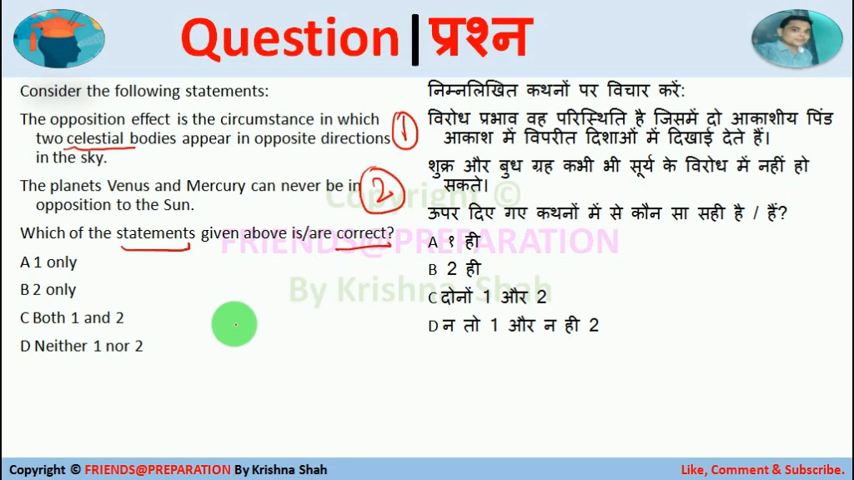 Question|प्रश्न
Consider the following statements:
The opposition effect is the circumstance in which
two celestial bodies appear in opposite directions
in the sky.
1
The planets Venus and Mercury can never be in
opposition to the Sun.
2
Which of the statements given above is/are correct?
A 1 only
B 2 only
C Both 1 and 2
D Neither 1 nor 2
निम्नलिखित कथनों पर विचार करें:
विरोध प्रभाव वह परिस्थिति है जिसमें दो आकाशीय पिंड
आकाश में विपरीत दिशाओं में दिखाई देते हैं।
शुक्र और बुध ग्रह कभी भी सूर्य के विरोध में नहीं हो
सकते।
ऊपर दिए गए कथनों में से कौन सा सही है / हैं?
A १ ही
B 2 ही
C दोनों 1 और 2
D न तो 1 और न ही 2
Copyright ©
FRIENDS@PREPARATION
By Krishna Shah
Copyright © FRIENDS@PREPARATION By Krishna Shah
Like, Comment & Subscribe.